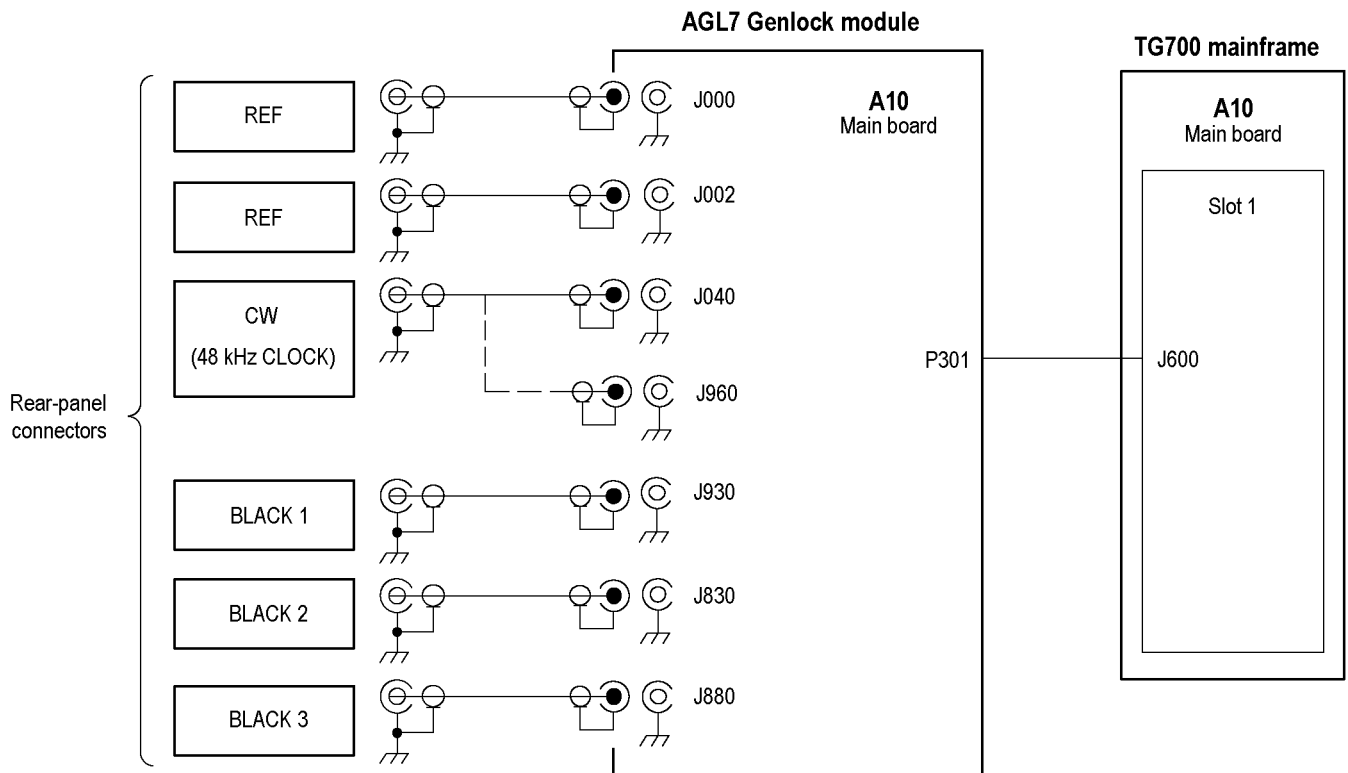 AGL7 Genlock module
TG700 mainframe
REF
J000
A10
Main board
A10
Main board
REF
J002
Slot 1
CW
(48 kHz CLOCK)
J040
P301
J600
J960
Rear-panel
connectors
BLACK 1
J930
BLACK 2
J830
BLACK 3
J880